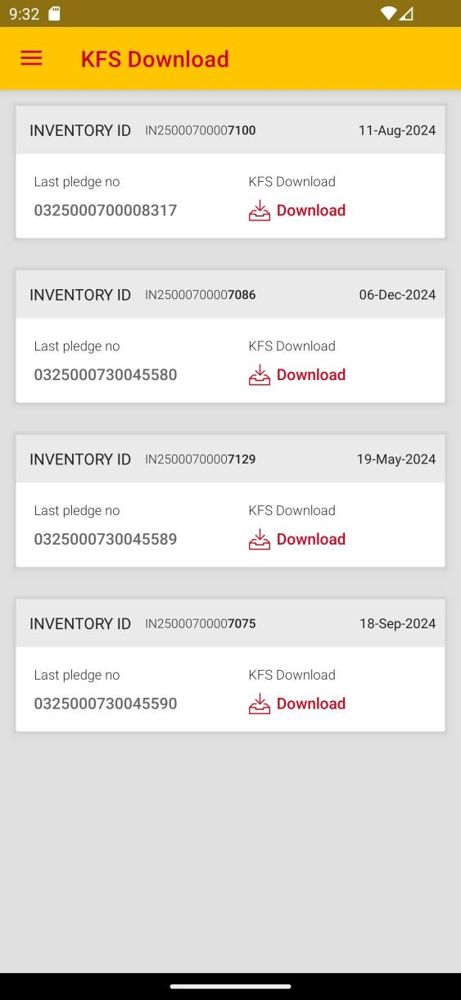 9:32
KFS Download
INVENTORY ID IN25000700007100 11-Aug-2024
Last pledge no KFS Download
0325000700008317 Download
INVENTORY ID IN25000700007086 06-Dec-2024
Last pledge no KFS Download
0325000730045580 Download
INVENTORY ID IN25000700007129 19-May-2024
Last pledge no KFS Download
0325000730045589 Download
INVENTORY ID IN25000700007075 18-Sep-2024
Last pledge no KFS Download
0325000730045590 Download